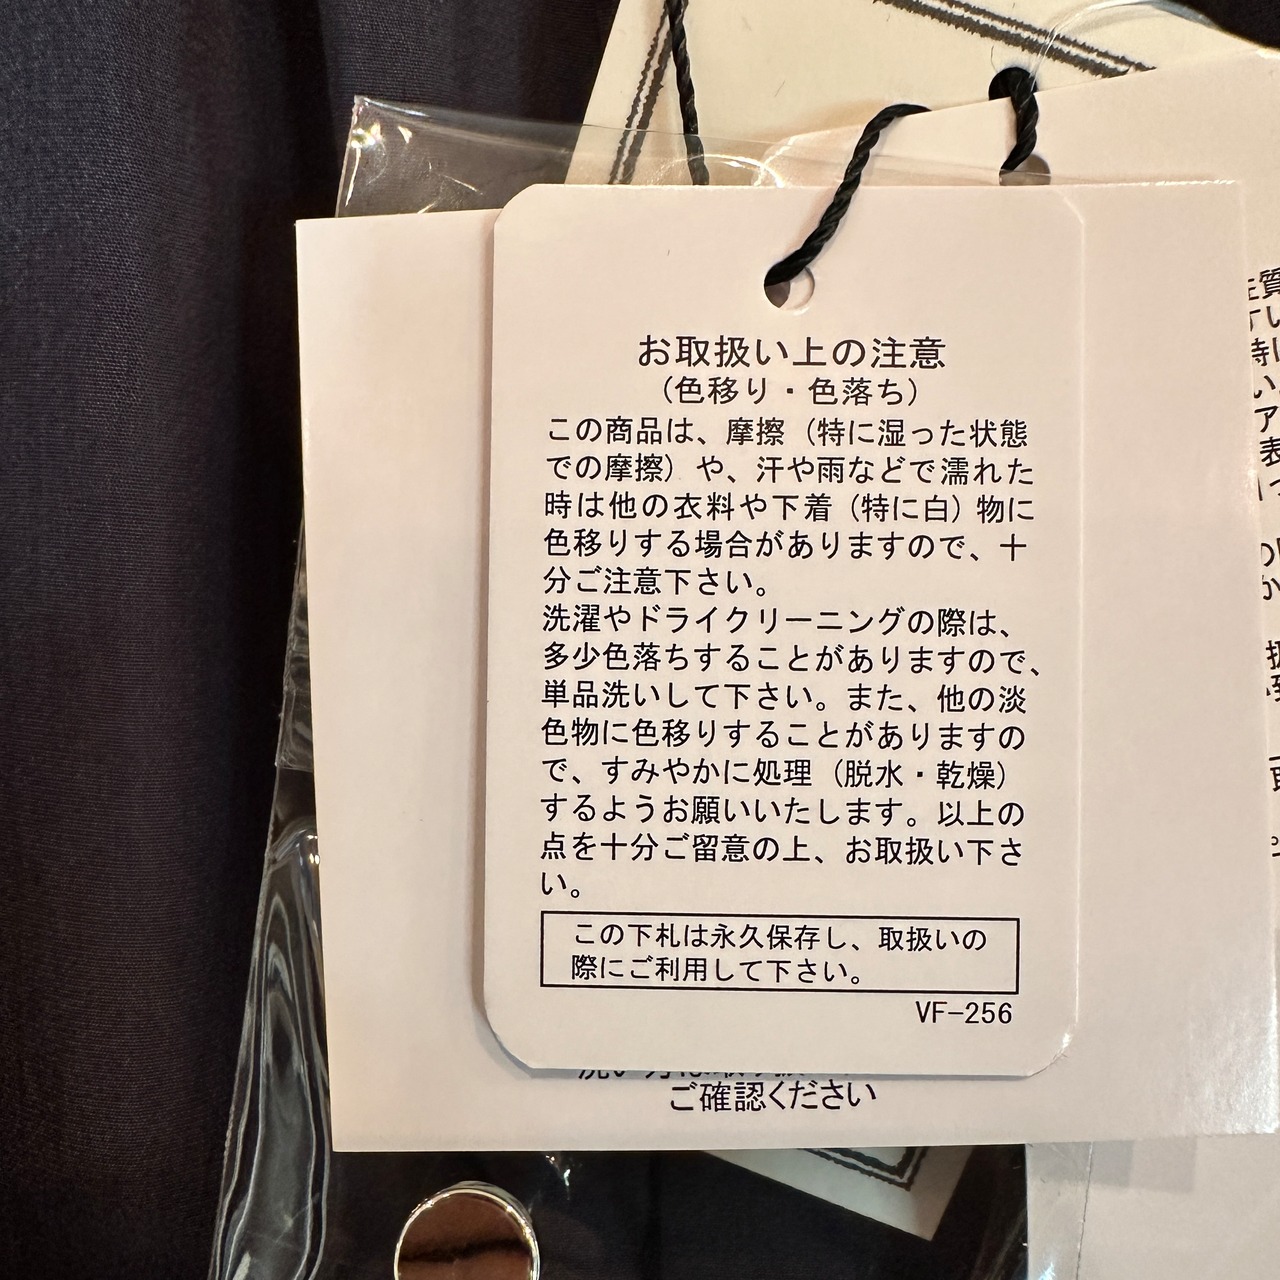 お取扱い上の注意
（色移り・色落ち）
この商品は、摩擦（特に湿った状態
での摩擦）や、汗や雨などで濡れた
時は他の衣料や下着（特に白）物に
色移りする場合がありますので、十
分ご注意下さい。
洗濯やドライクリーニングの際は、
多少色落ちすることがありますので、
単品洗いして下さい。また、他の淡
色物に色移りすることがありますの
で、すみやかに処理（脱水・乾燥）
するようお願いいたします。以上の
点を十分ご留意の上、お取扱い下さ
い。
この下札は永久保存し、取扱いの
際にご利用して下さい。
VF-256
ご確認ください